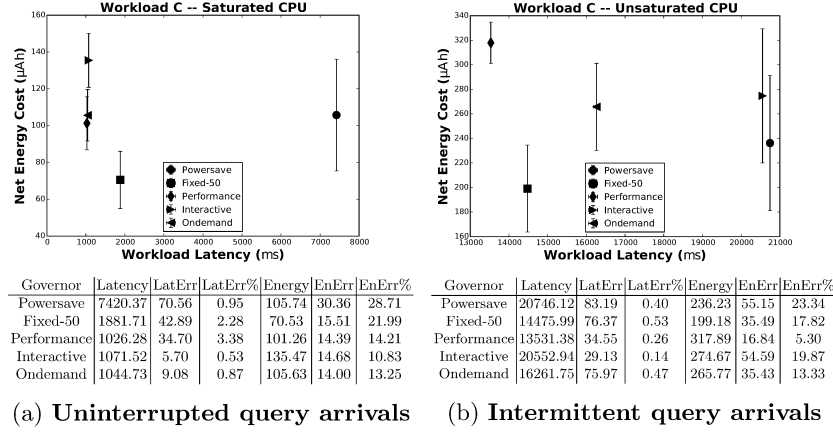 Workload C -- Saturated CPU
Net Energy Cost (μAh)
160
140
120
100
80
60
40
0 1000 2000 3000 4000 5000 6000 7000 8000
Workload Latency (ms)
Powersave
Fixed-50
Performance
Interactive
Ondemand
Governor Latency LatErr LatErr% Energy EnErr EnErr%
Powersave 7420.37 70.56 0.95 105.74 30.36 28.71
Fixed-50 1881.71 42.89 2.28 70.53 15.51 21.99
Performance 1026.28 34.70 3.38 101.26 14.39 14.21
Interactive 1071.52 5.70 0.53 135.47 14.68 10.83
Ondemand 1044.73 9.08 0.87 105.63 14.00 13.25
(a) Uninterrupted query arrivals
Workload C -- Unsaturated CPU
Net Energy Cost (μAh)
340
320
300
280
260
240
220
200
180
160
13000 14000 15000 16000 17000 18000 19000 20000 21000
Workload Latency (ms)
Powersave
Fixed-50
Performance
Interactive
Ondemand
Governor Latency LatErr LatErr% Energy EnErr EnErr%
Powersave 20746.12 83.19 0.40 236.23 55.15 23.34
Fixed-50 14475.99 76.37 0.53 199.18 35.49 17.82
Performance 13531.38 34.55 0.26 317.89 16.84 5.30
Interactive 20552.94 29.13 0.14 274.67 54.59 19.87
Ondemand 16261.75 75.97 0.47 265.77 35.43 13.33
(b) Intermittent query arrivals